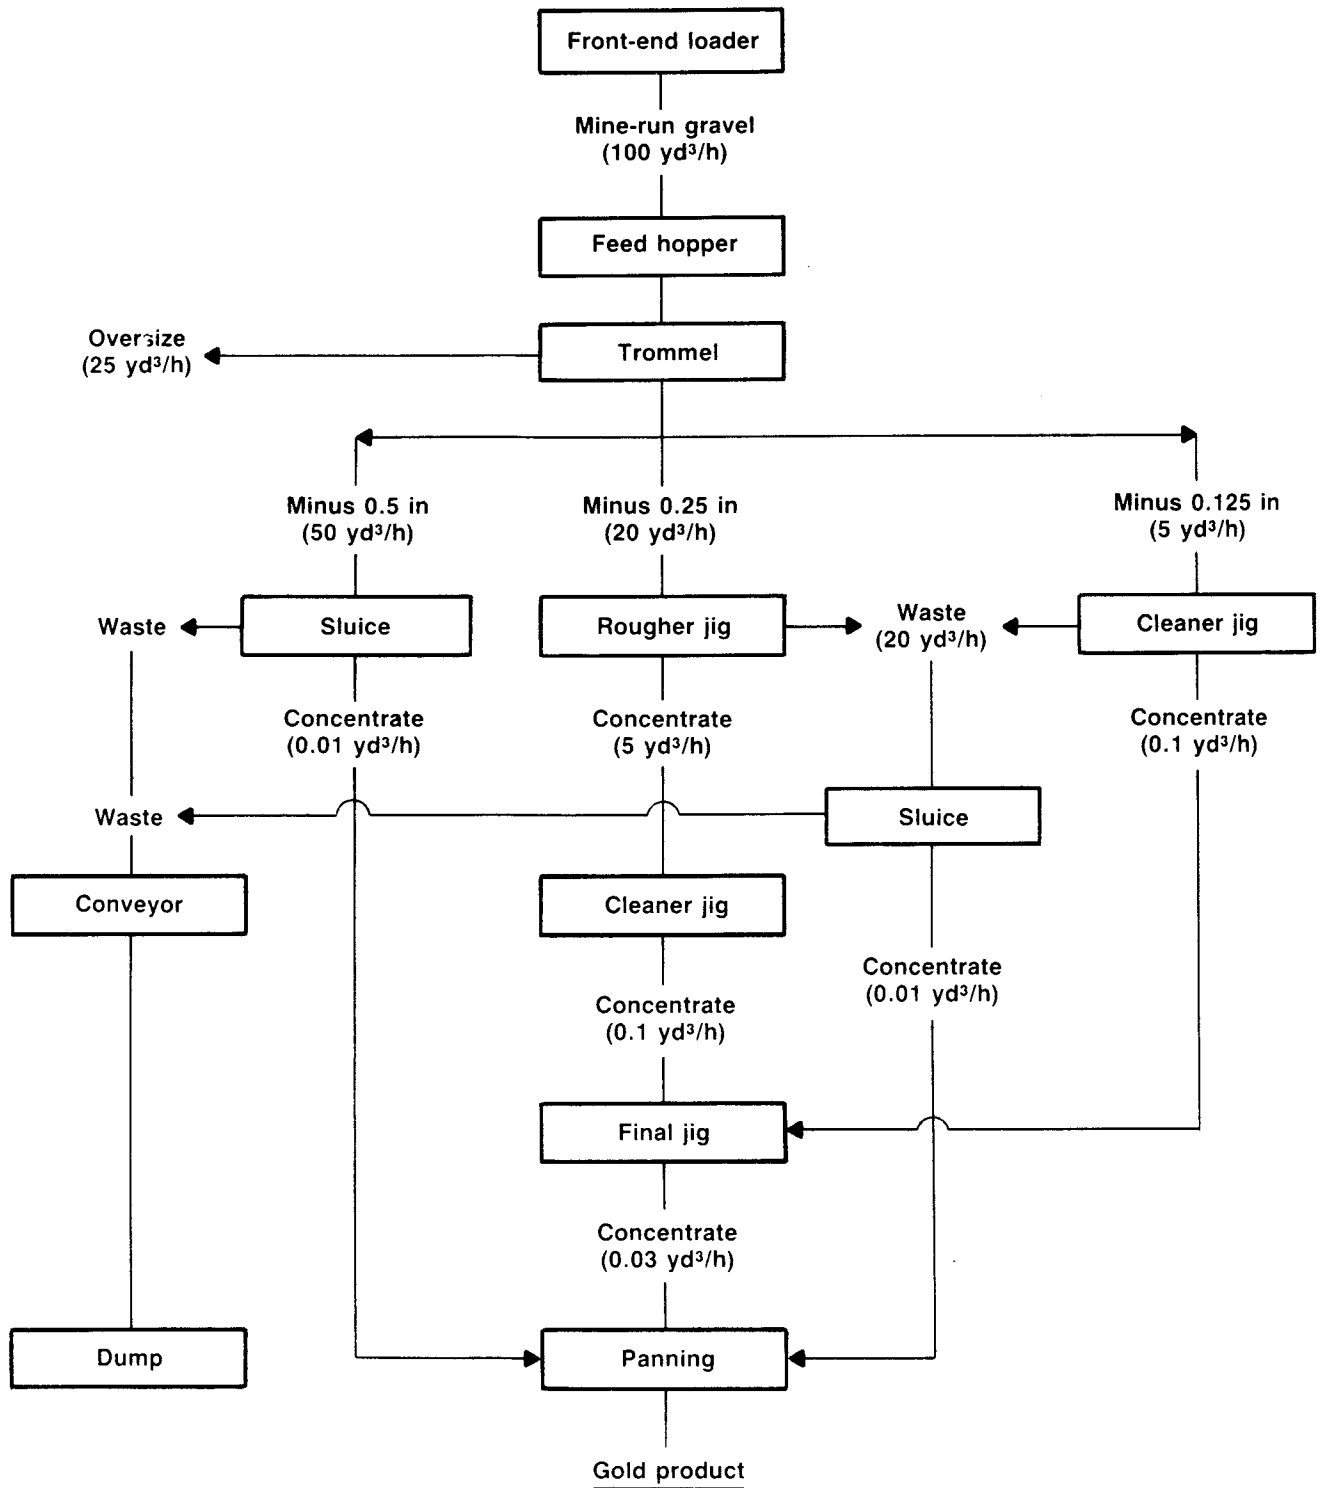 Front-end loader
Mine-run gravel
(100 yd³/h)
Feed hopper
Oversize
(25 yd³/h)
Trommel
Minus 0.5 in
(50 yd³/h)
Minus 0.25 in
(20 yd³/h)
Minus 0.125 in
(5 yd³/h)
Waste
Sluice
Rougher jig
Waste
(20 yd³/h)
Cleaner jig
Concentrate
(0.01 yd³/h)
Concentrate
(5 yd³/h)
Concentrate
(0.1 yd³/h)
Waste
Sluice
Conveyor
Cleaner jig
Concentrate
(0.01 yd³/h)
Concentrate
(0.1 yd³/h)
Final jig
Concentrate
(0.03 yd³/h)
Dump
Panning
Gold product